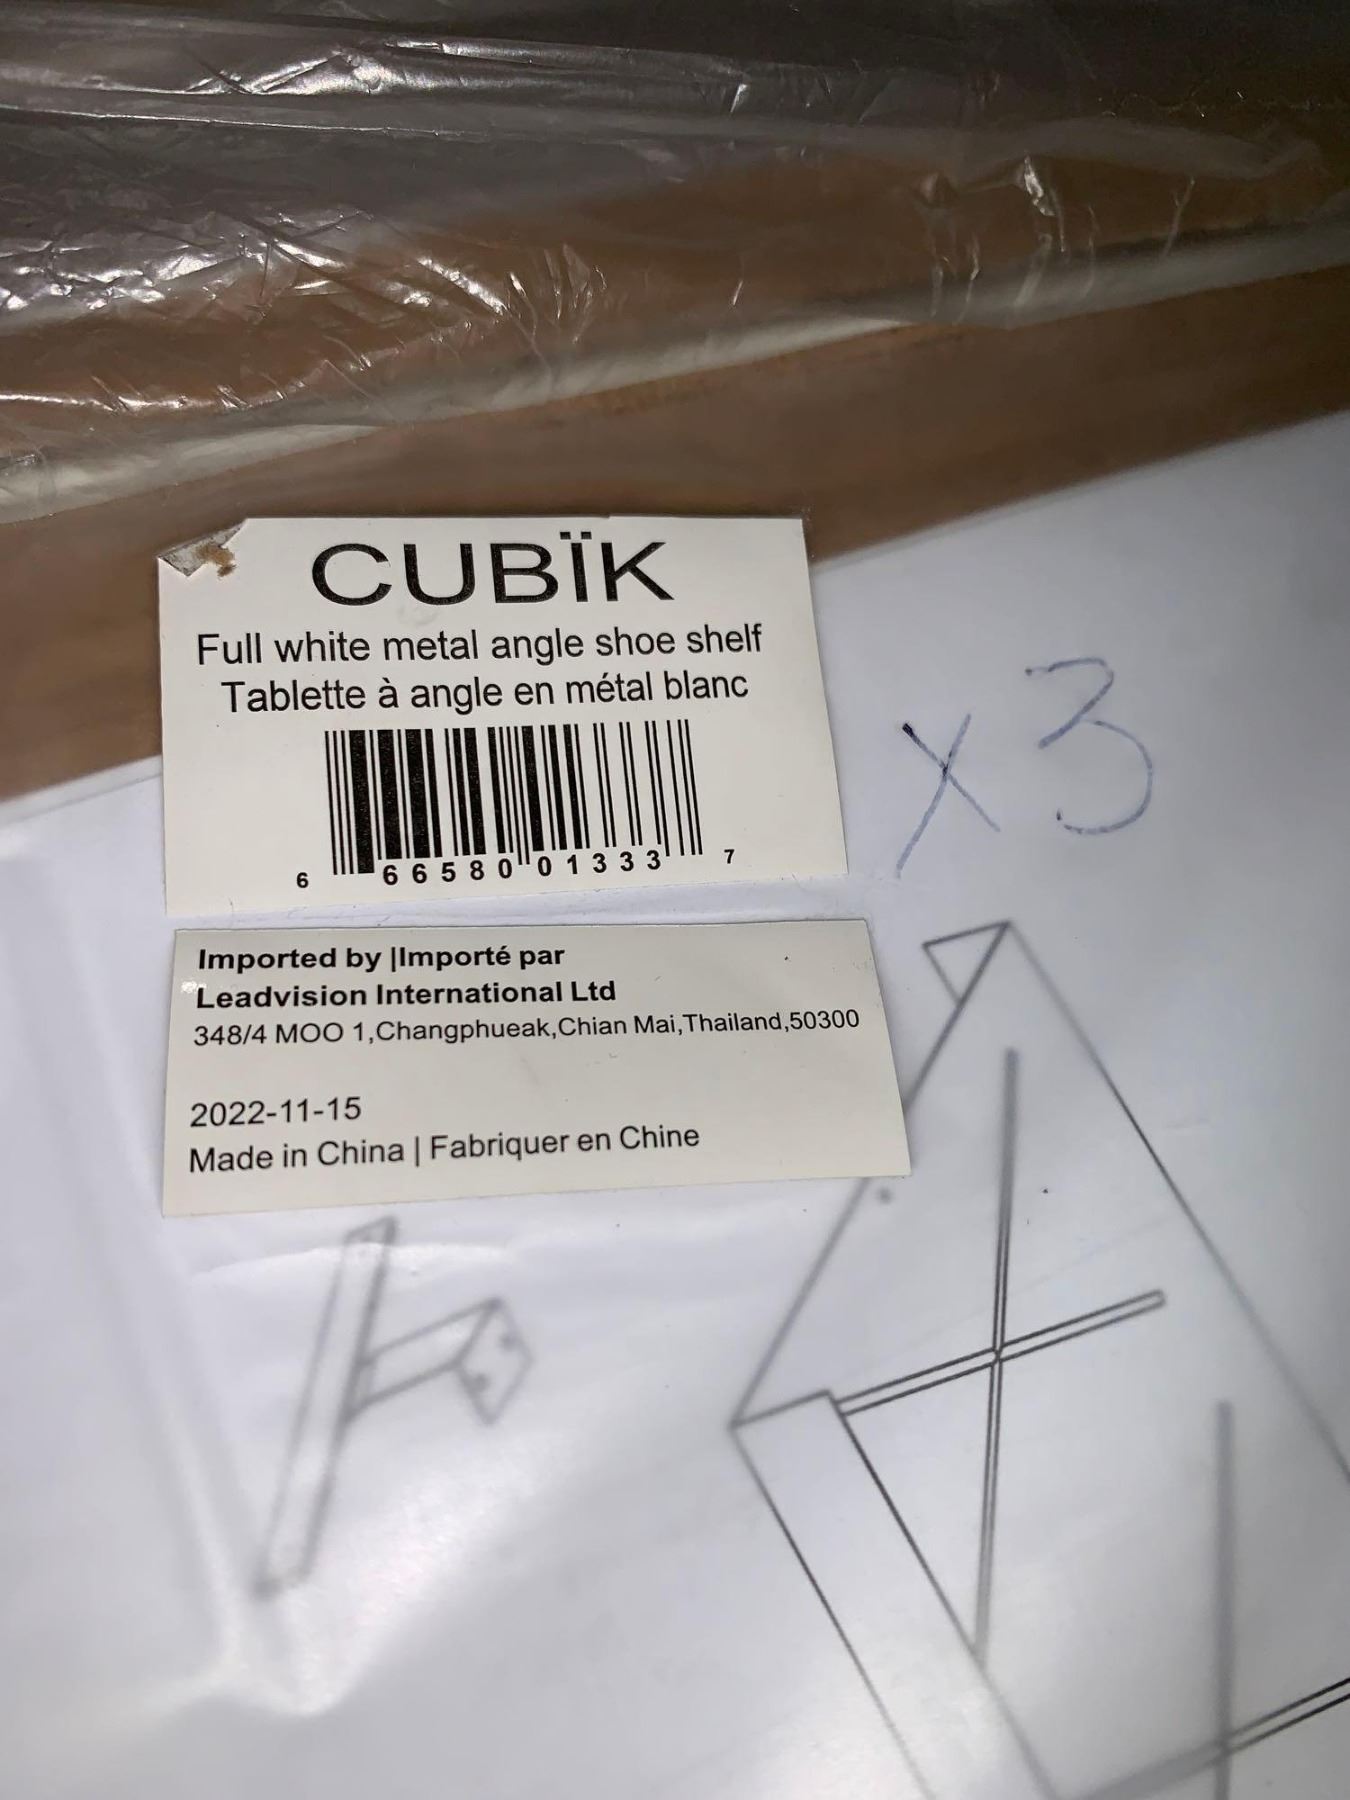 CUBÏK
Full white metal angle shoe shelf
Tablette à angle en métal blanc
6 66580 01333 7
x3
Imported by |Importé par
Leadvision International Ltd
348/4 MOO 1,Changphueak,Chian Mai,Thailand,50300
2022-11-15
Made in China | Fabriquer en Chine